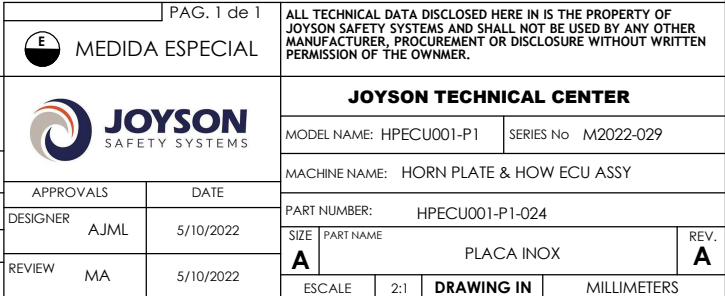 PAG. 1 de 1
E
MEDIDA ESPECIAL
ALL TECHNICAL DATA DISCLOSED HERE IN IS THE PROPERTY OF
JOYSON SAFETY SYSTEMS AND SHALL NOT BE USED BY ANY OTHER
MANUFACTURER, PROCUREMENT OR DISCLOSURE WITHOUT WRITTEN
PERMISSION OF THE OWNMER.
JOYSON
SAFETY SYSTEMS
JOYSON TECHNICAL CENTER
MODEL NAME: HPECU001-P1
SERIES No M2022-029
MACHINE NAME: HORN PLATE & HOW ECU ASSY
APPROVALS
DATE
PART NUMBER: HPECU001-P1-024
DESIGNER AJML 5/10/2022
SIZE
A
PART NAME
PLACA INOX
REV.
A
REVIEW MA 5/10/2022
ESCALE 2:1 DRAWING IN MILLIMETERS